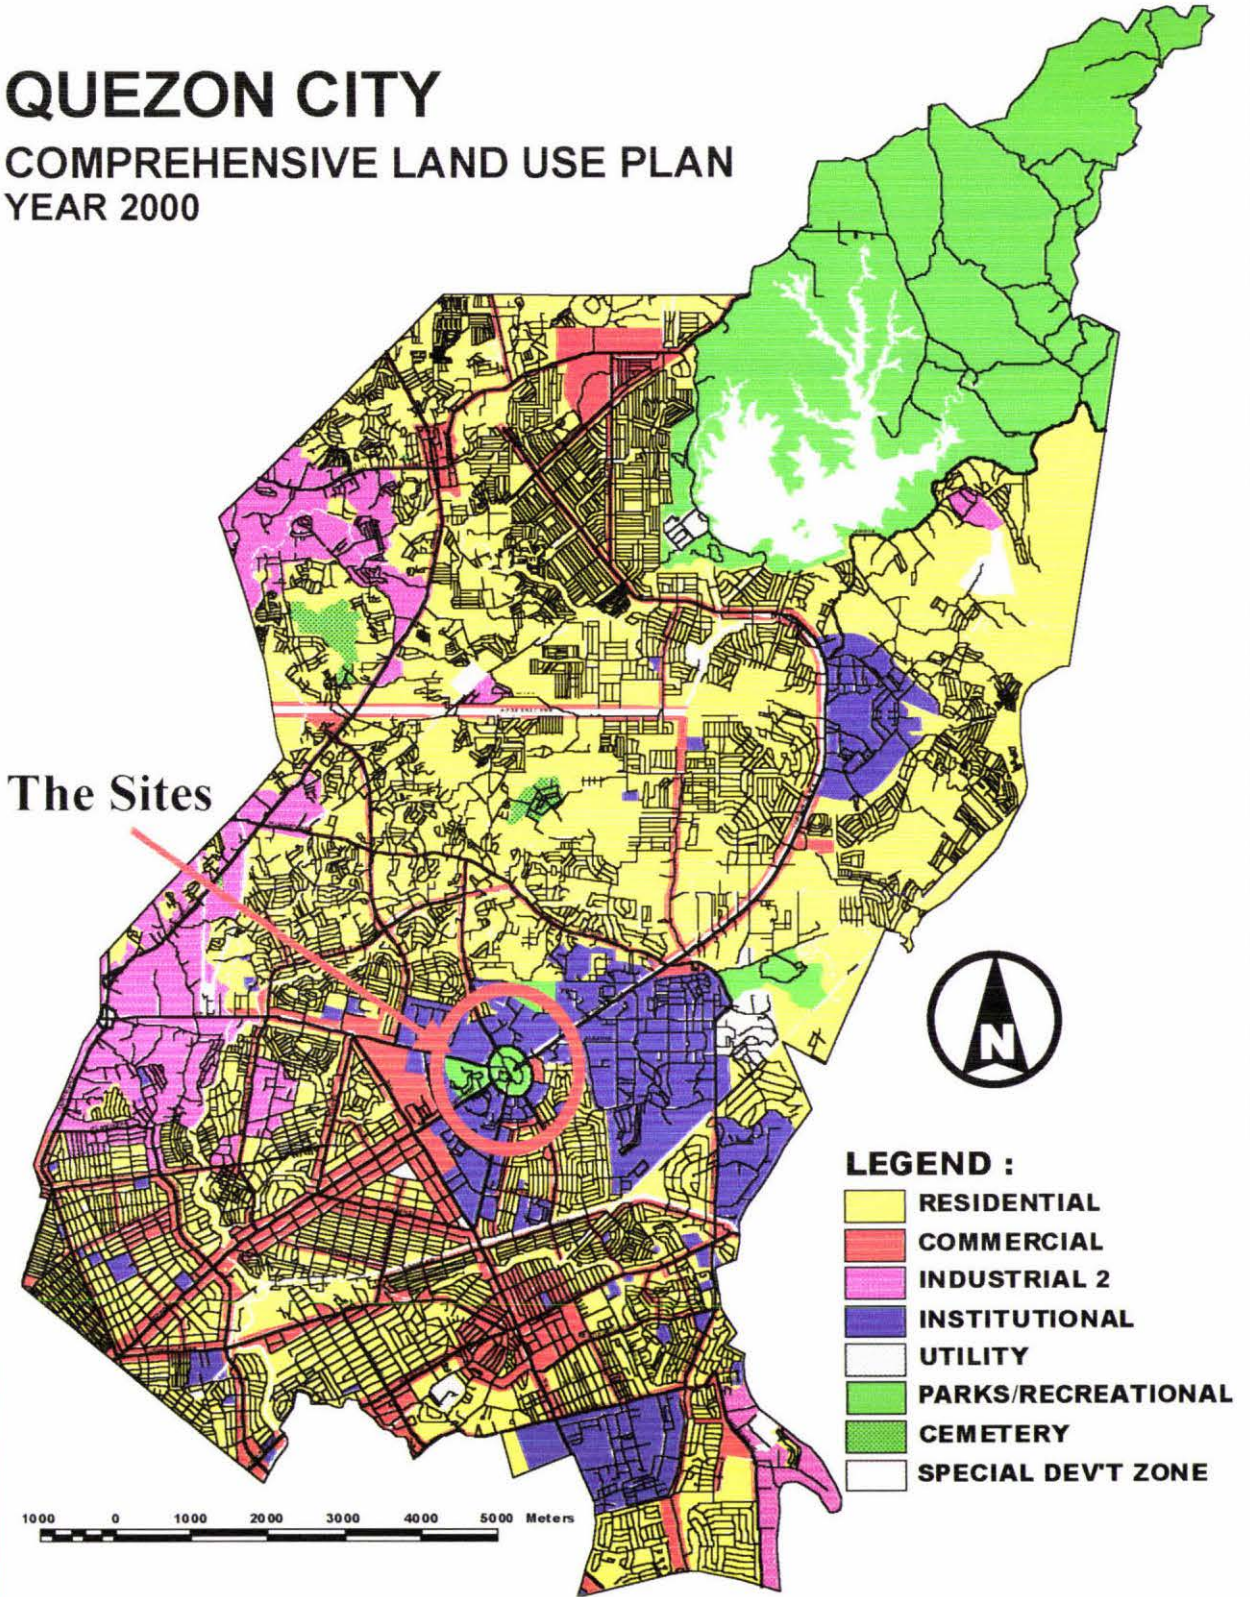 QUEZON CITY
COMPREHENSIVE LAND USE PLAN
YEAR 2000
The Sites
N
LEGEND :
RESIDENTIAL
COMMERCIAL
INDUSTRIAL 2
INSTITUTIONAL
UTILITY
PARKS/RECREATIONAL
CEMETERY
SPECIAL DEV'T ZONE
1000 0 1000 2000 3000 4000 5000 Meters